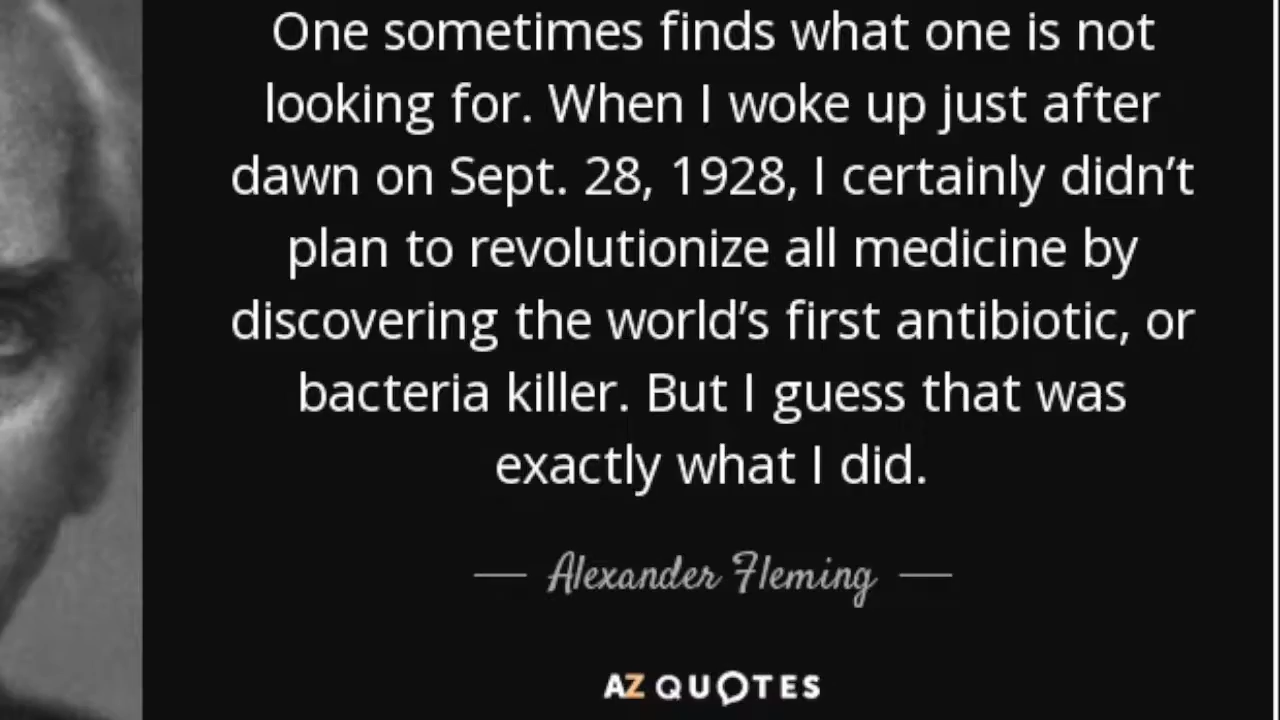 One sometimes finds what one is not
looking for. When I woke up just after
dawn on Sept. 28, 1928, I certainly didn’t
plan to revolutionize all medicine by
discovering the world’s first antibiotic, or
bacteria killer. But I guess that was
exactly what I did.
— Alexander Fleming —
AZ QUOTES